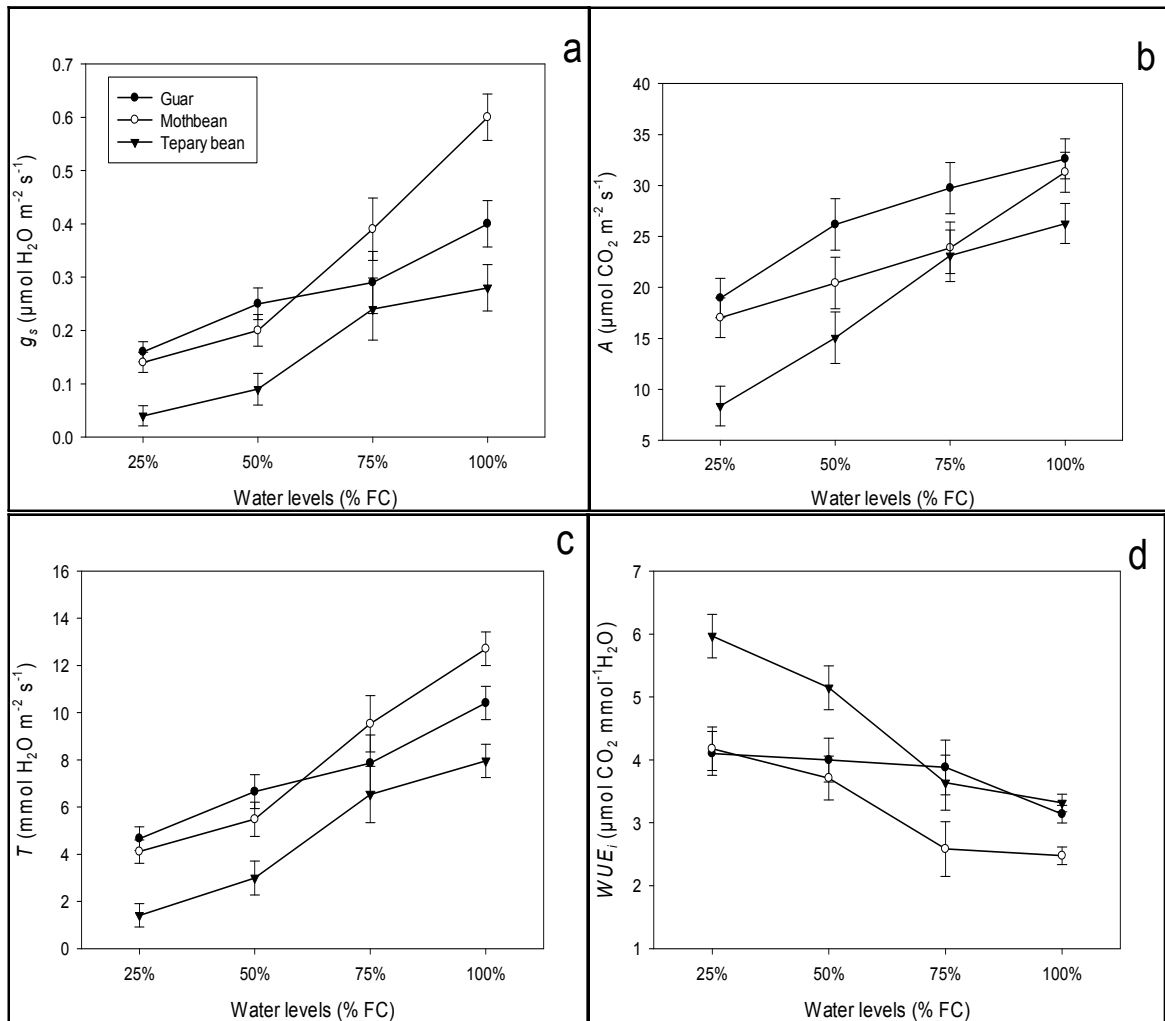 a
0.7
0.6
0.5
0.4
0.3
0.2
0.1
0.0
Guar
Mothbean
Tepary bean
g_s (µmol H₂O m⁻² s⁻¹)
25% 50% 75% 100%
Water levels (% FC)
b
40
35
30
25
20
15
10
5
A (µmol CO₂ m⁻² s⁻¹)
25% 50% 75% 100%
Water levels (% FC)
c
16
14
12
10
8
6
4
2
0
T (mmol H₂O m⁻² s⁻¹)
25% 50% 75% 100%
Water levels (% FC)
d
7
6
5
4
3
2
1
WUE_i (µmol CO₂ mmol⁻¹H₂O)
25% 50% 75% 100%
Water levels (% FC)